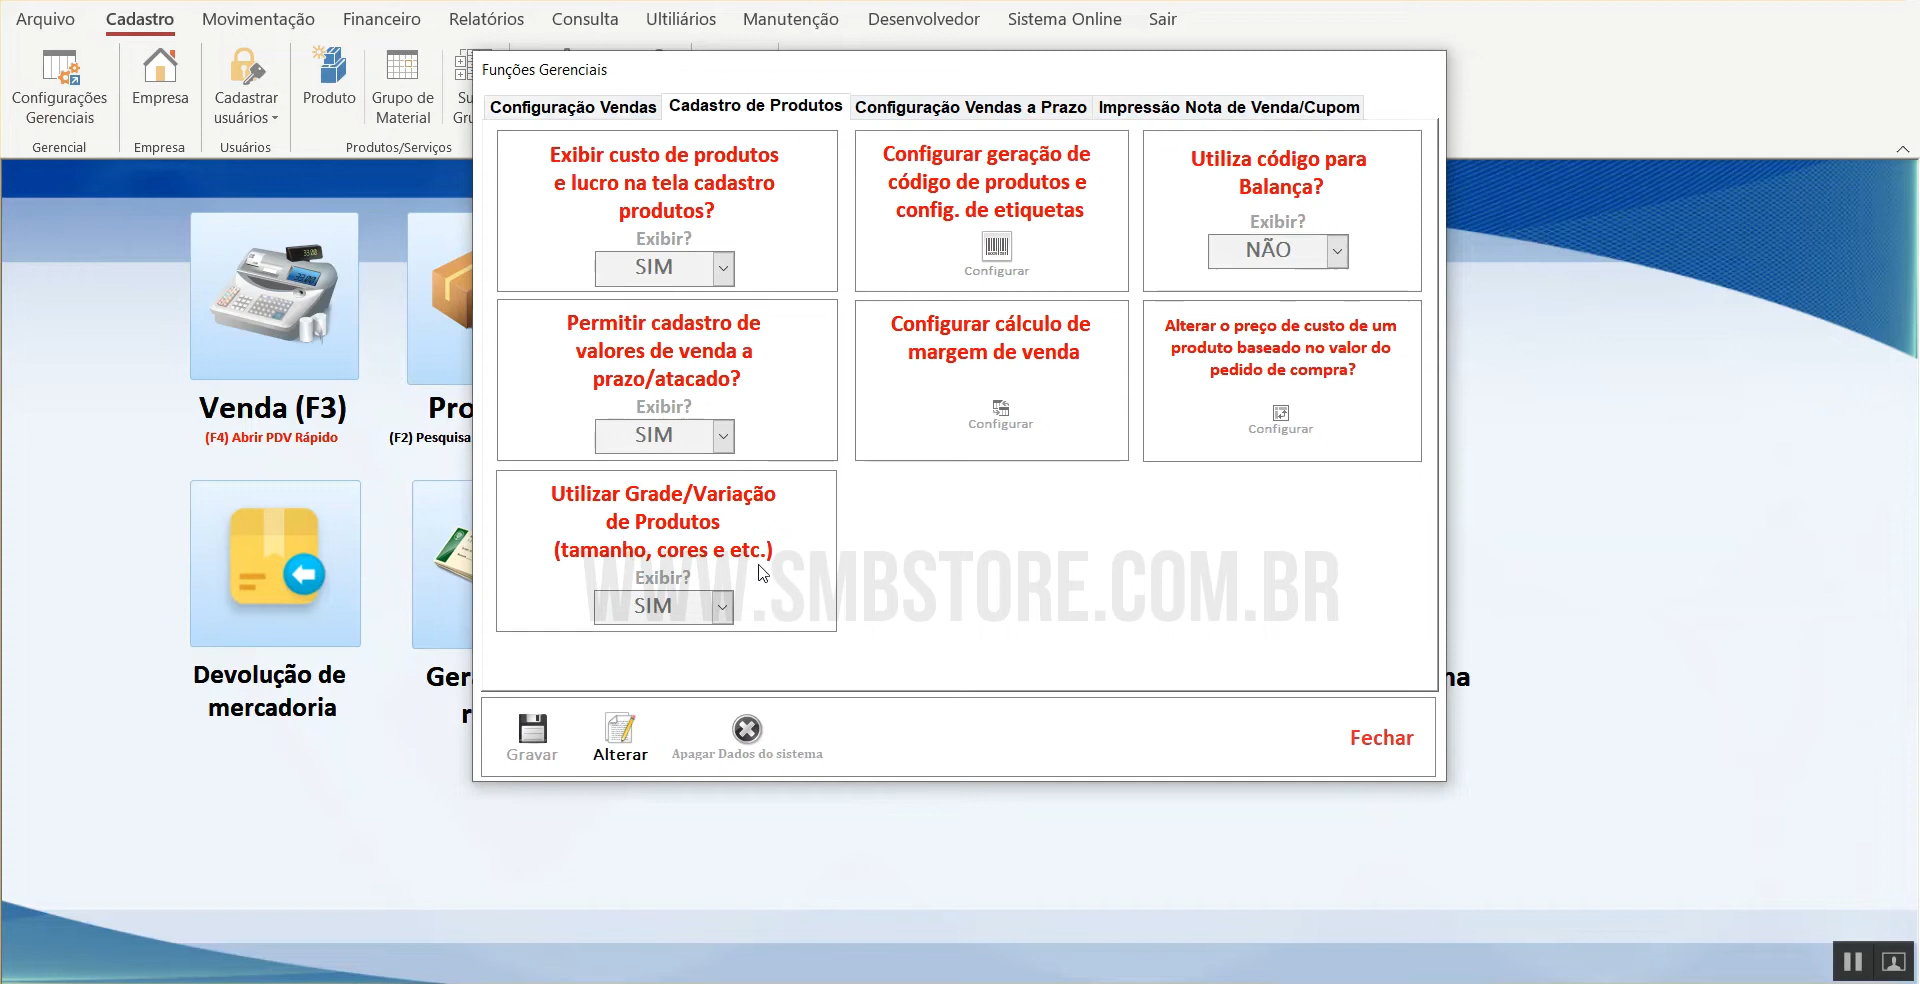 Arquivo Cadastro Movimentação Financeiro Relatórios Consulta Ultiliários Manutenção Desenvolvedor Sistema Online Sair
Configurações
Gerenciais
Empresa
Cadastrar
usuários
Produto
Grupo de
Material
Su
Gru
Gerencial
Empresa
Usuários
Produtos/Serviços
Funções Gerenciais
Configuração Vendas Cadastro de Produtos Configuração Vendas a Prazo Impressão Nota de Venda/Cupom
Exibir custo de produtos
e lucro na tela cadastro
produtos?
Exibir?
SIM
Configurar geração de
código de produtos e
config. de etiquetas
Configurar
Utiliza código para
Balança?
Exibir?
NÃO
Permitir cadastro de
valores de venda a
prazo/atacado?
Exibir?
SIM
Configurar cálculo de
margem de venda
Configurar
Alterar o preço de custo de um
produto baseado no valor do
pedido de compra?
Configurar
Utilizar Grade/Variação
de Produtos
(tamanho, cores e etc.)
Exibir?
SIM
WWW.SMBSTORE.COM.BR
Gravar
Alterar
Apagar Dados do sistema
Fechar
33.00
Venda (F3)
(F4) Abrir PDV Rápido
Pro
(F2) Pesquisa
Devolução de
mercadoria
Ger
r
na